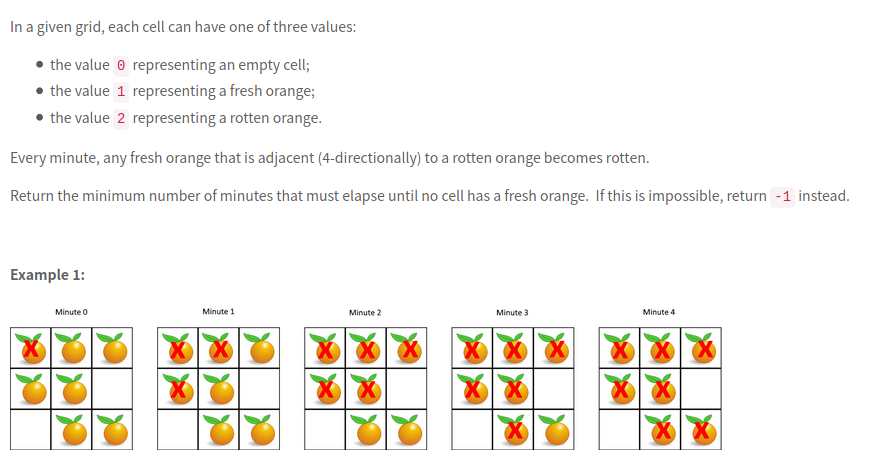 In a given grid, each cell can have one of three values:
the value 0 representing an empty cell;
the value 1 representing a fresh orange;
the value 2 representing a rotten orange.
Every minute, any fresh orange that is adjacent (4-directionally) to a rotten orange becomes rotten.
Return the minimum number of minutes that must elapse until no cell has a fresh orange. If this is impossible, return -1 instead.
Example 1:
Minute 0 Minute 1 Minute 2 Minute 3 Minute 4
X X X X X X X X X X X X
X X X X X X X
X X X